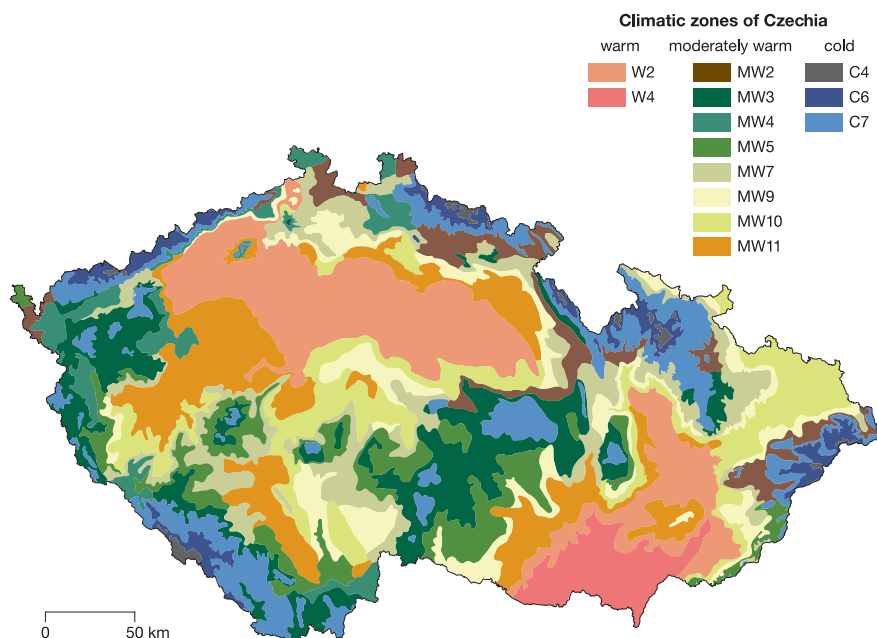 Climatic zones of Czechia
warm moderately warm cold
W2 MW2 C4
W4 MW3 C6
MW4 C7
MW5
MW7
MW9
MW10
MW11
0 50 km